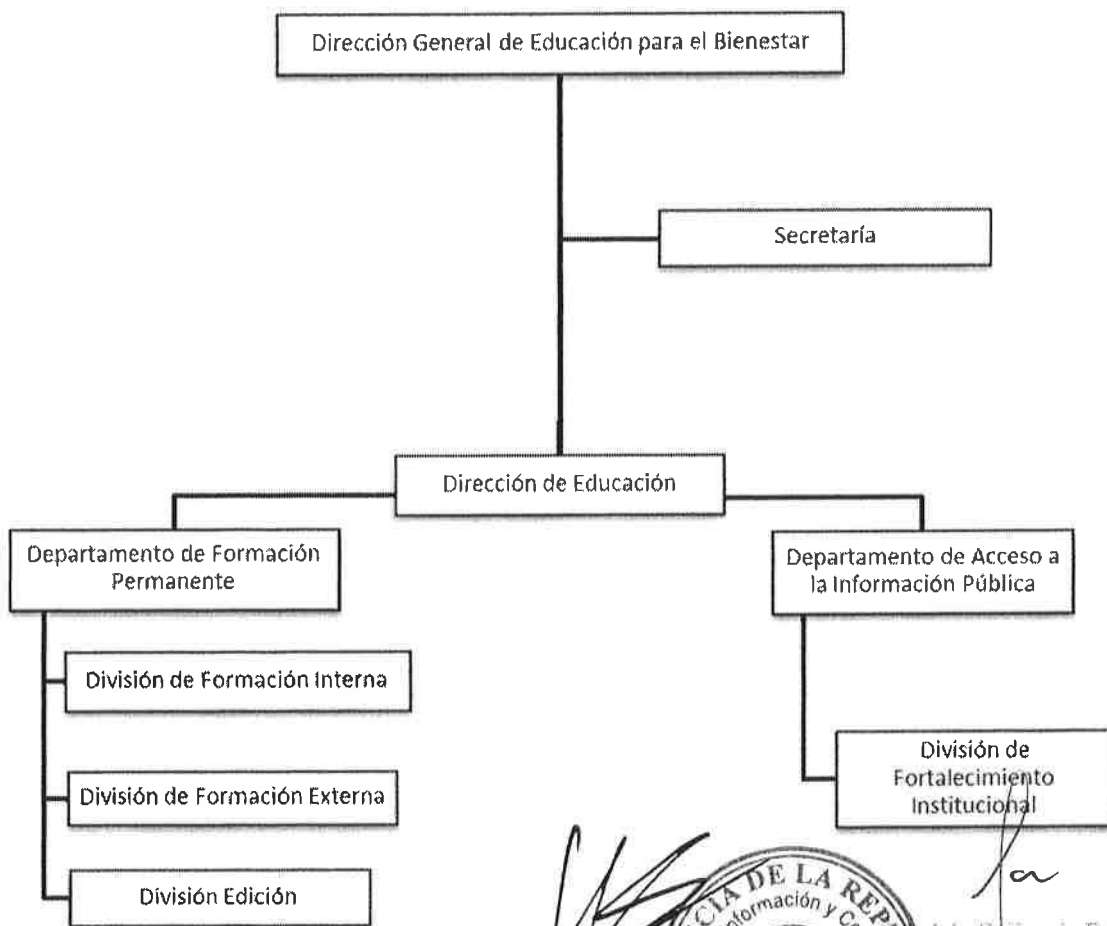 Dirección General de Educación para el Bienestar
Secretaría
Dirección de Educación
Departamento de Formación
Permanente
División de Formación Interna
División de Formación Externa
División Edición
Departamento de Acceso a
la Información Pública
División de
Fortalecimiento
Institucional
DE LA